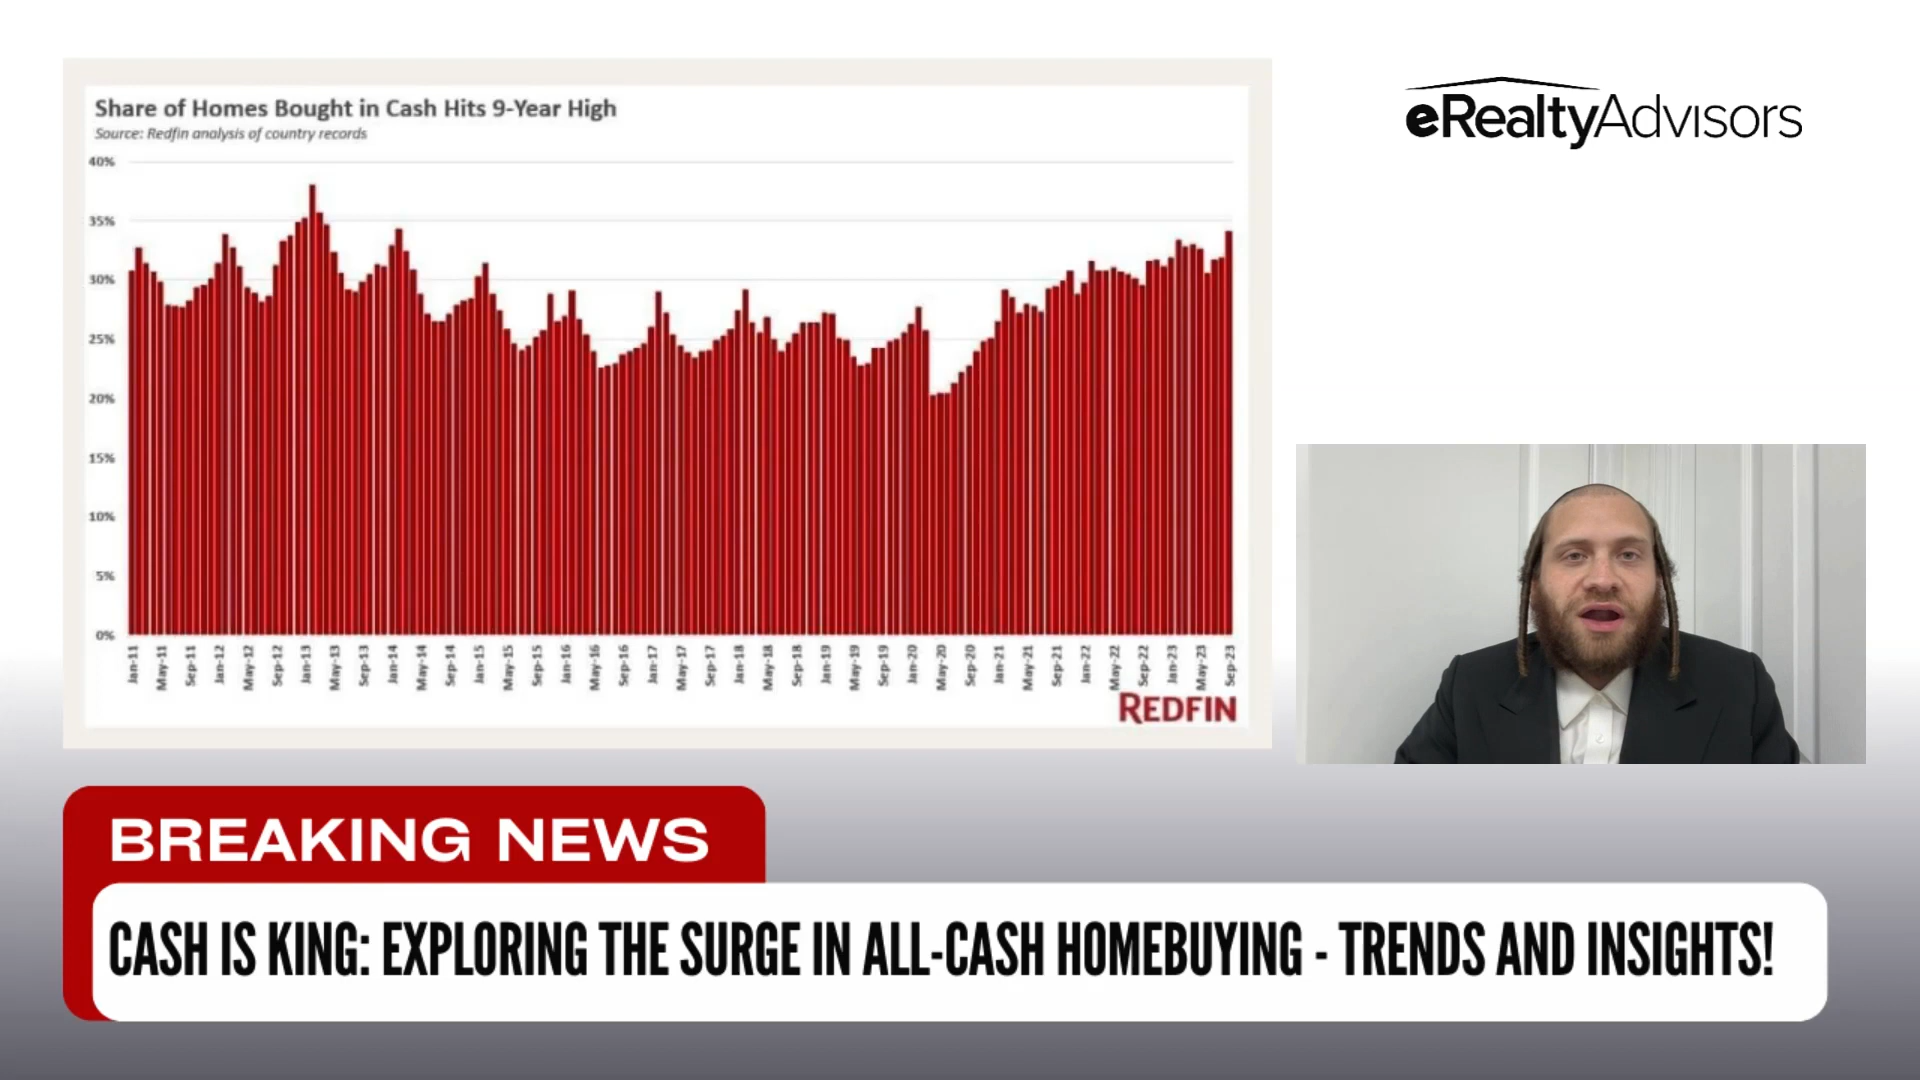 Share of Homes Bought in Cash Hits 9-Year High
Source: Redfin analysis of country records
40%
35%
30%
25%
20%
15%
10%
5%
0%
Jan-11 May-11 Sep-11 Jan-12 May-12 Sep-12 Jan-13 May-13 Sep-13 Jan-14 May-14 Sep-14 Jan-15 May-15 Sep-15 Jan-16 May-16 Sep-16 Jan-17 May-17 Sep-17 Jan-18 May-18 Sep-18 Jan-19 May-19 Sep-19 Jan-20 May-20 Sep-20 Jan-21 May-21 Sep-21 Jan-22 May-22 Sep-22 Jan-23 May-23 Sep-23
REDFIN
eRealtyAdvisors
BREAKING NEWS
CASH IS KING: EXPLORING THE SURGE IN ALL-CASH HOMEBUYING - TRENDS AND INSIGHTS!